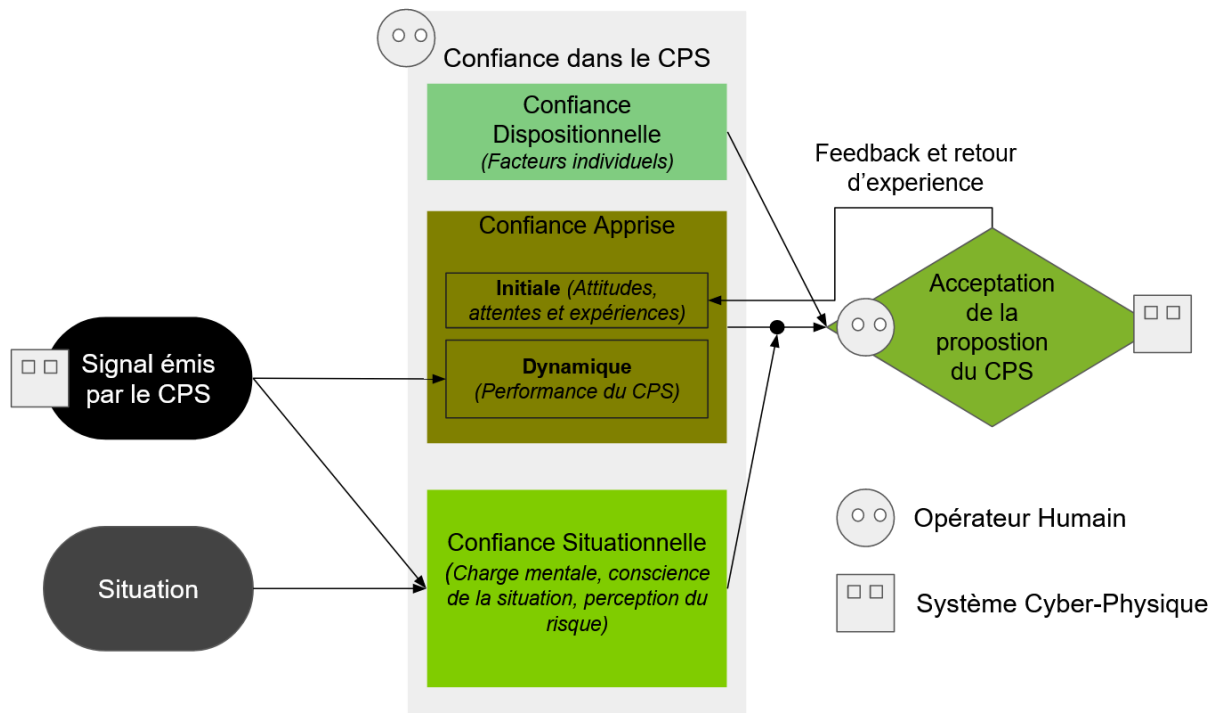 Confiance dans le CPS
Confiance
Dispositionnelle
(Facteurs individuels)
Feedback et retour
d'experience
Confiance Apprise
Initiale (Attitudes,
attentes et expériences)
Dynamique
(Performance du CPS)
Signal émis
par le CPS
Acceptation
de la
propostion
du CPS
Situation
Confiance Situationnelle
(Charge mentale, conscience
de la situation, perception du
risque)
Opérateur Humain
Système Cyber-Physique